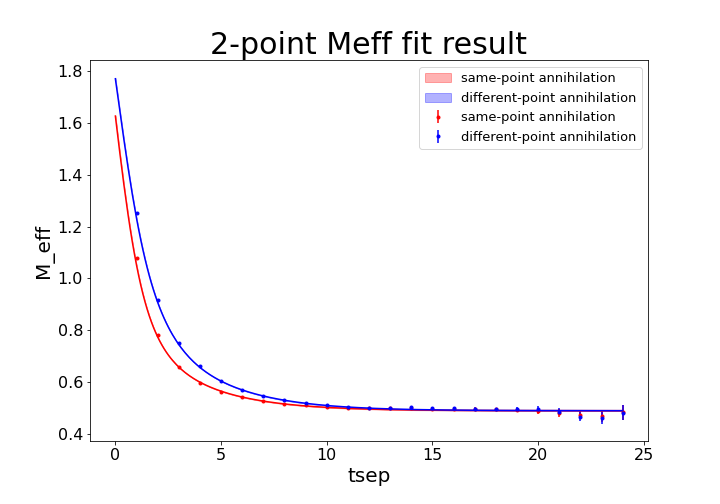 2-point Meff fit result
same-point annihilation
different-point annihilation
same-point annihilation
different-point annihilation
M_eff
1.8
1.6
1.4
1.2
1.0
0.8
0.6
0.4
0 5 10 15 20 25
tsep